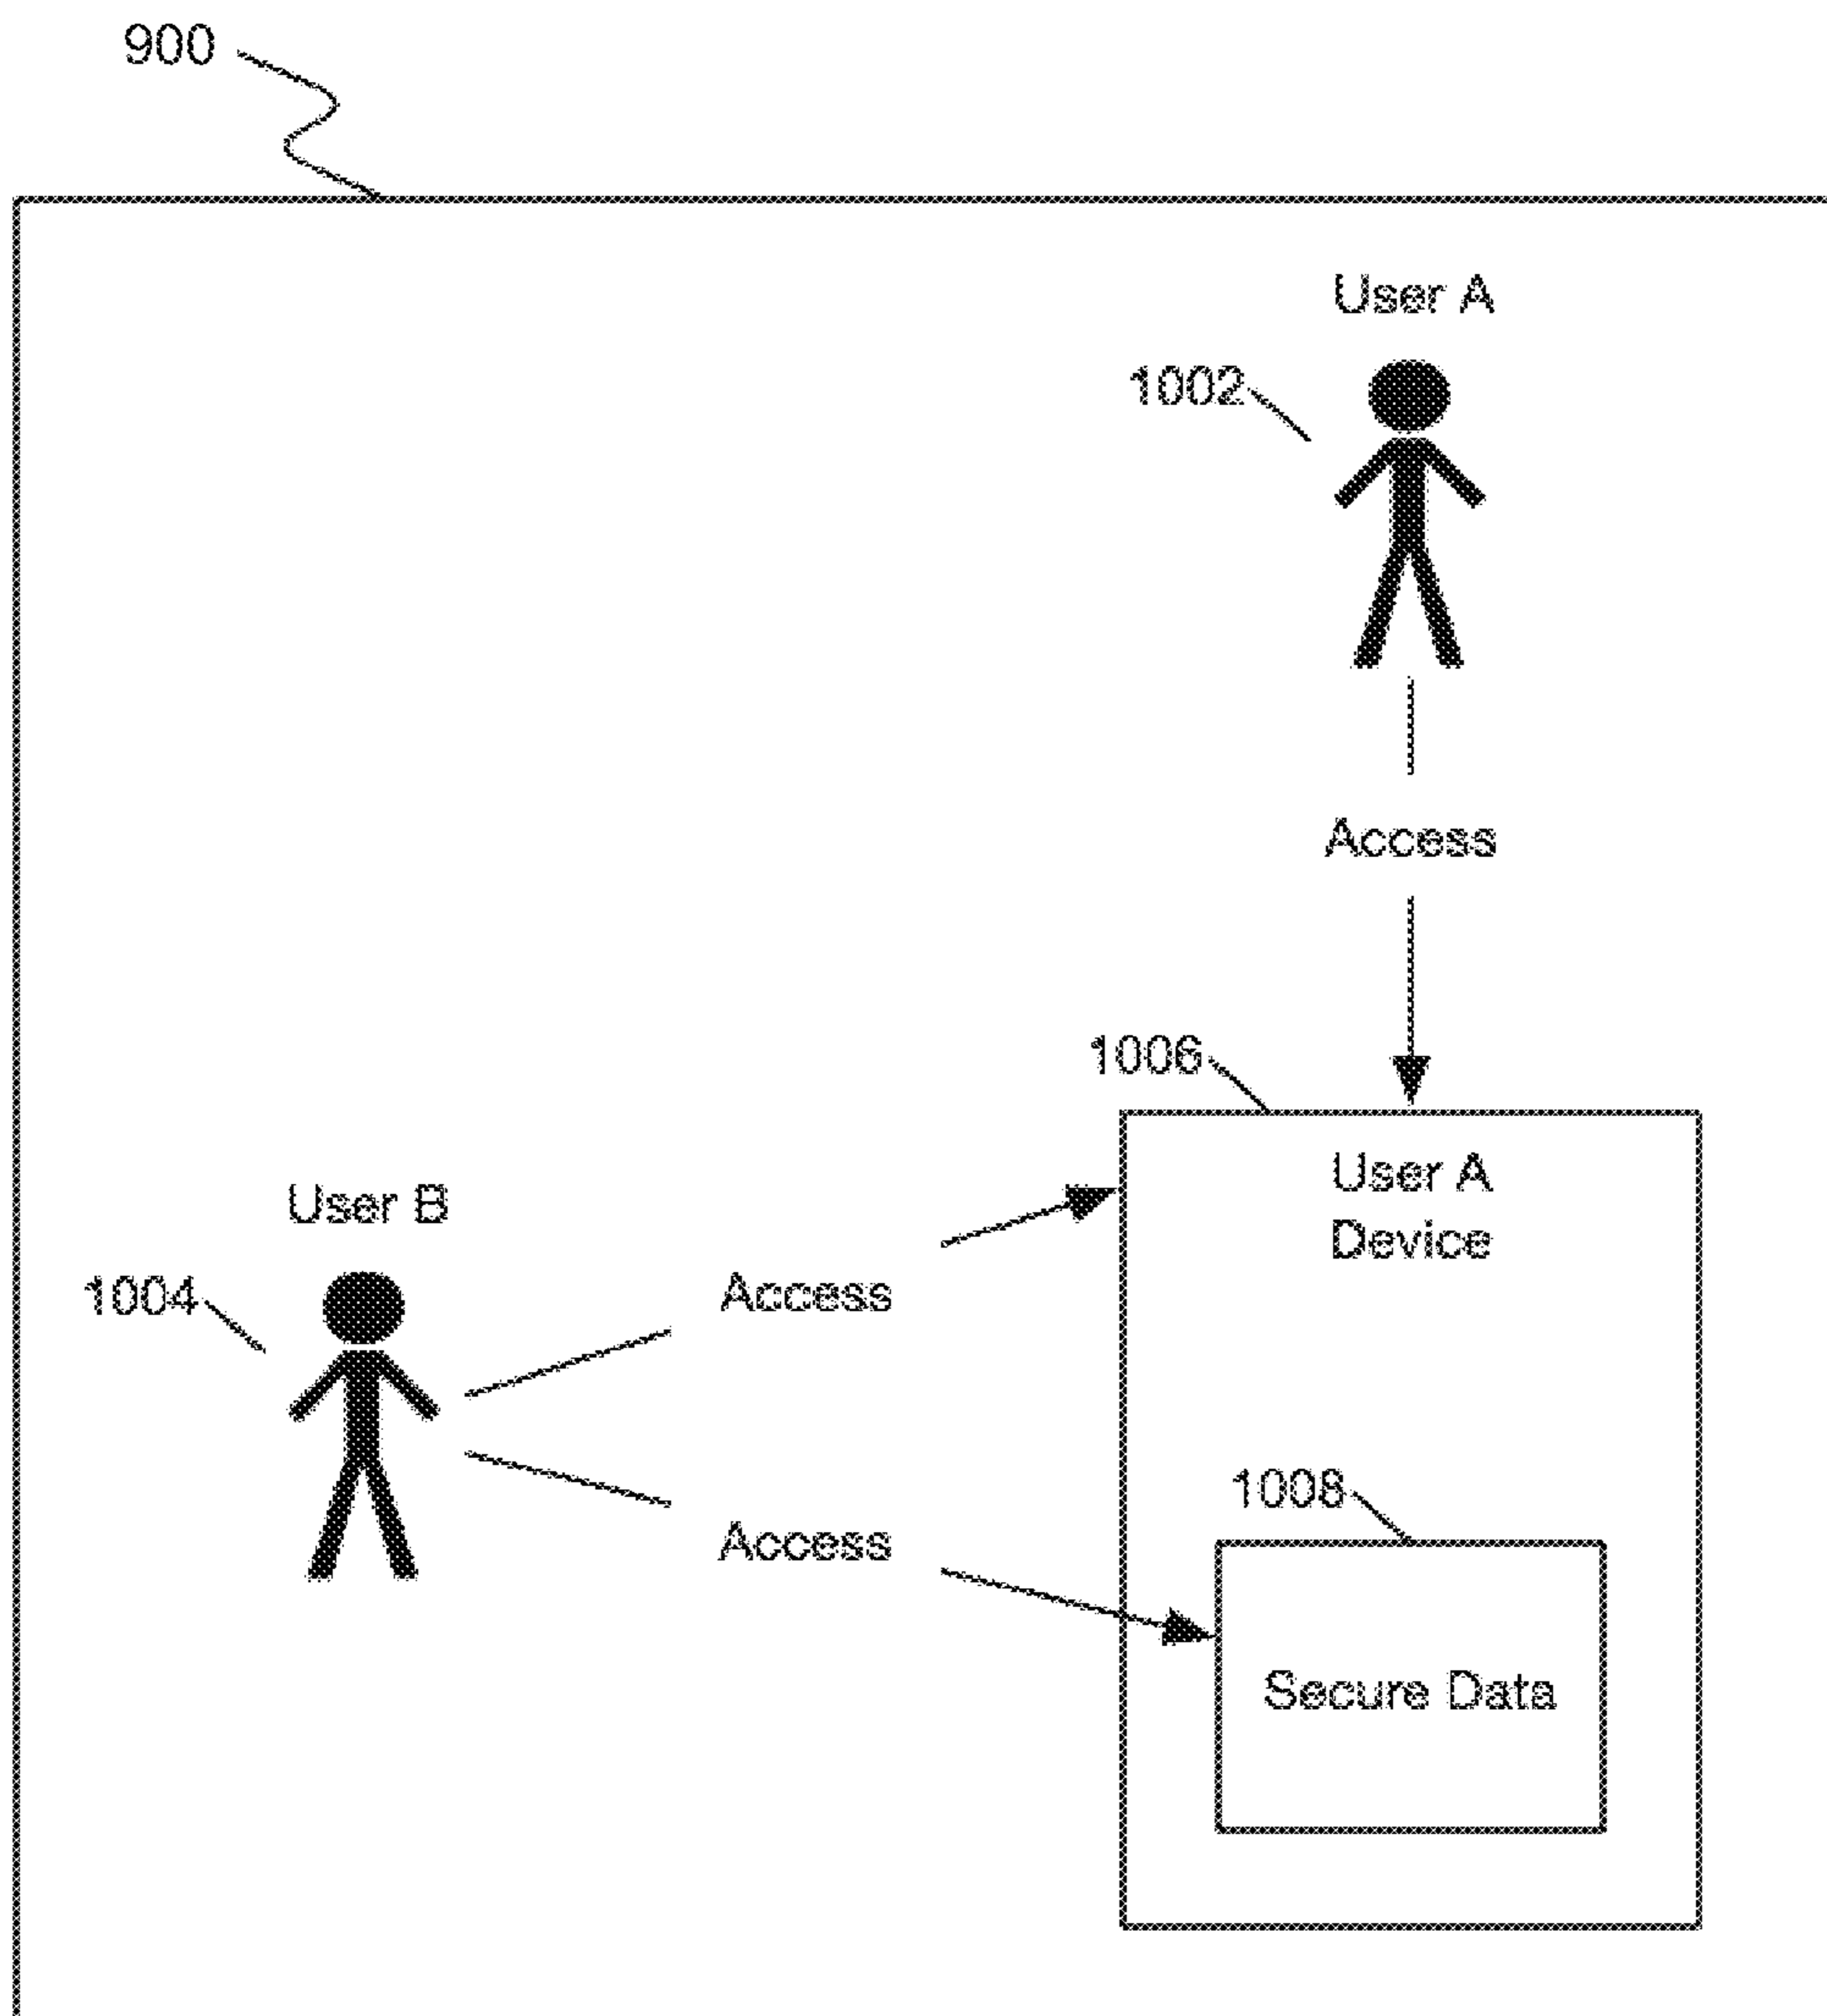 900
User A
1002
Access
1006
User A
Device
User B
1004
Access
Access
1008
Secure Data